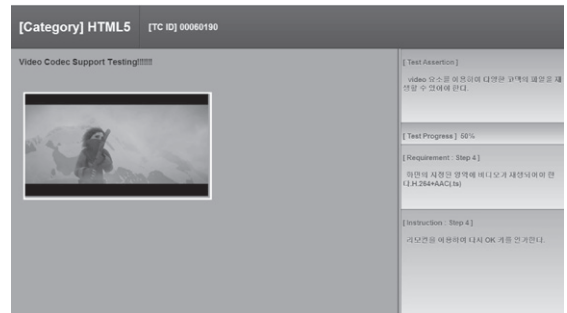 [Category] HTML5
[TC ID] 00060190
Video Codec Support Testing!!!!!!!
[ Test Assertion ]
video 요소를 이용하여 다양한 코덱의 파일을 재
생할 수 있어야 한다.
[ Test Progress ] 50%
[ Requirement : Step 4 ]
화면의 지정된 영역에 비디오가 재생되어야 한
다.H.264+AAC(.ts)
[ Instruction : Step 4 ]
리모컨을 이용하여 다시 OK 키를 인가한다.